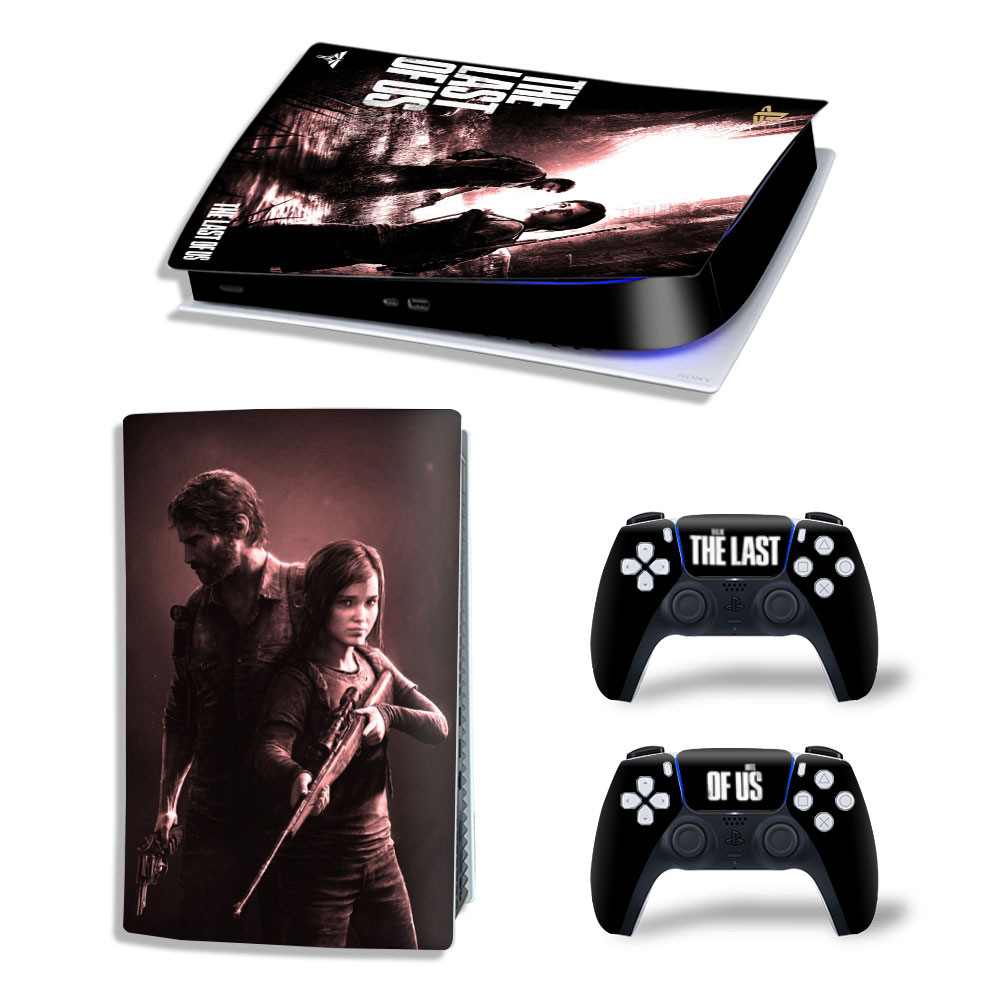 THE
LAST
OF US
THE LAST OF US
SONY
THE LAST
OF US